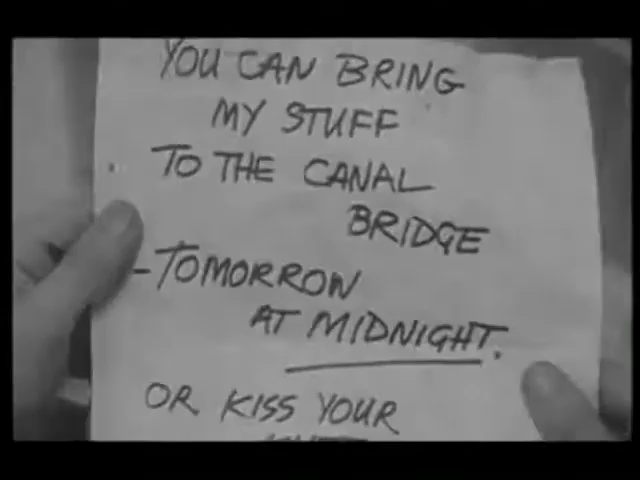 YOU CAN BRING
MY STUFF
TO THE CANAL
BRIDGE
-TOMORROW
AT MIDNIGHT.
OR KISS YOUR